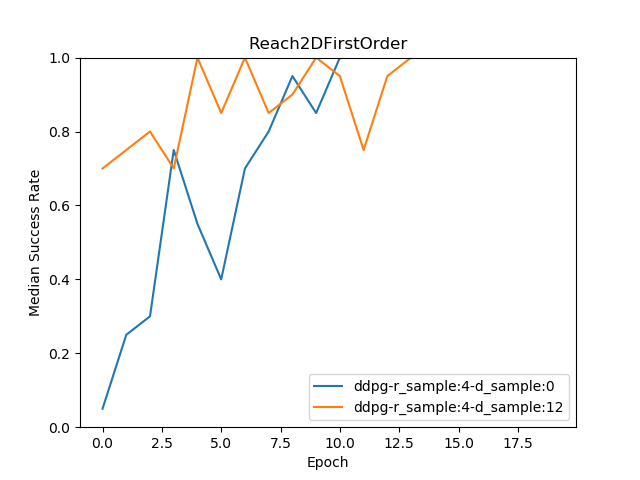 Reach2DFirstOrder
Median Success Rate
1.0
0.8
0.6
0.4
0.2
0.0
ddpg-r_sample:4-d_sample:0
ddpg-r_sample:4-d_sample:12
0.0 2.5 5.0 7.5 10.0 12.5 15.0 17.5
Epoch